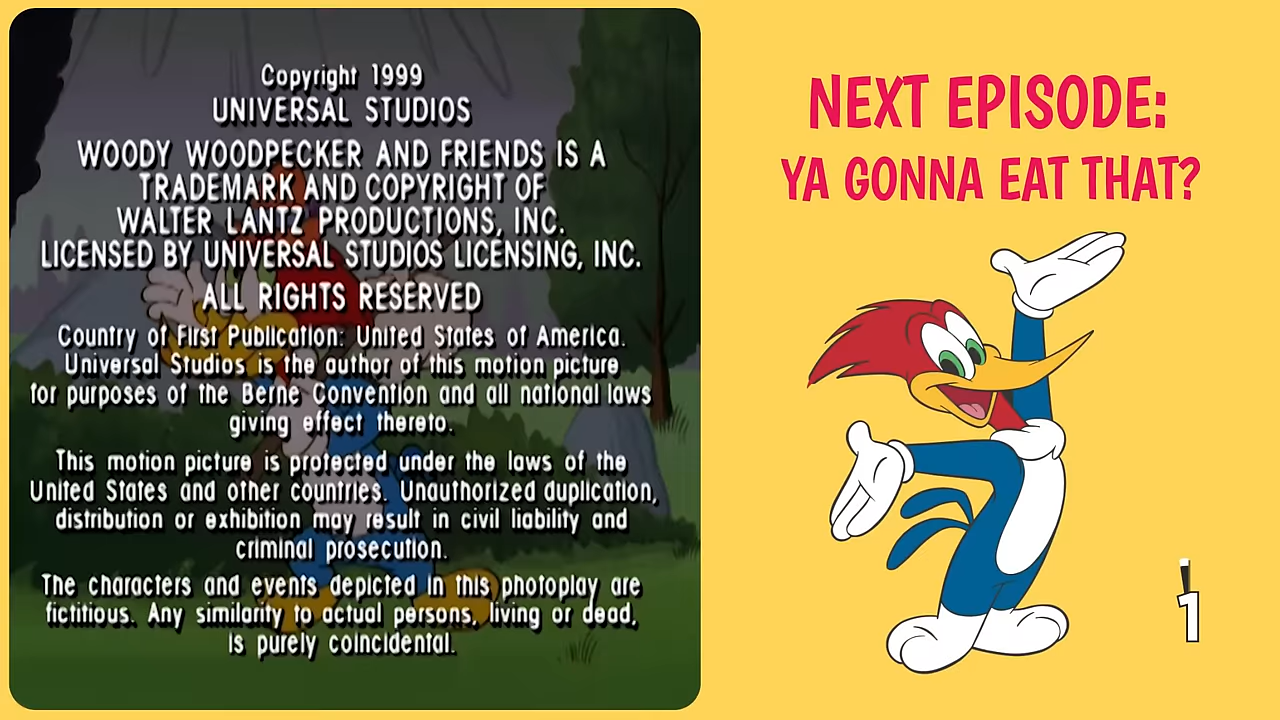 Copyright 1999
UNIVERSAL STUDIOS
WOODY WOODPECKER AND FRIENDS IS A
TRADEMARK AND COPYRIGHT OF
WALTER LANTZ PRODUCTIONS, INC.
LICENSED BY UNIVERSAL STUDIOS LICENSING, INC.
ALL RIGHTS RESERVED
Country of First Publication: United States of America.
Universal Studios is the author of this motion picture
for purposes of the Berne Convention and all national laws
giving effect thereto.
This motion picture is protected under the laws of the
United States and other countries. Unauthorized duplication,
distribution or exhibition may result in civil liability and
criminal prosecution.
The characters and events depicted in this photoplay are
fictitious. Any similarity to actual persons, living or dead,
is purely coincidental.
NEXT EPISODE:
YA GONNA EAT THAT?
1